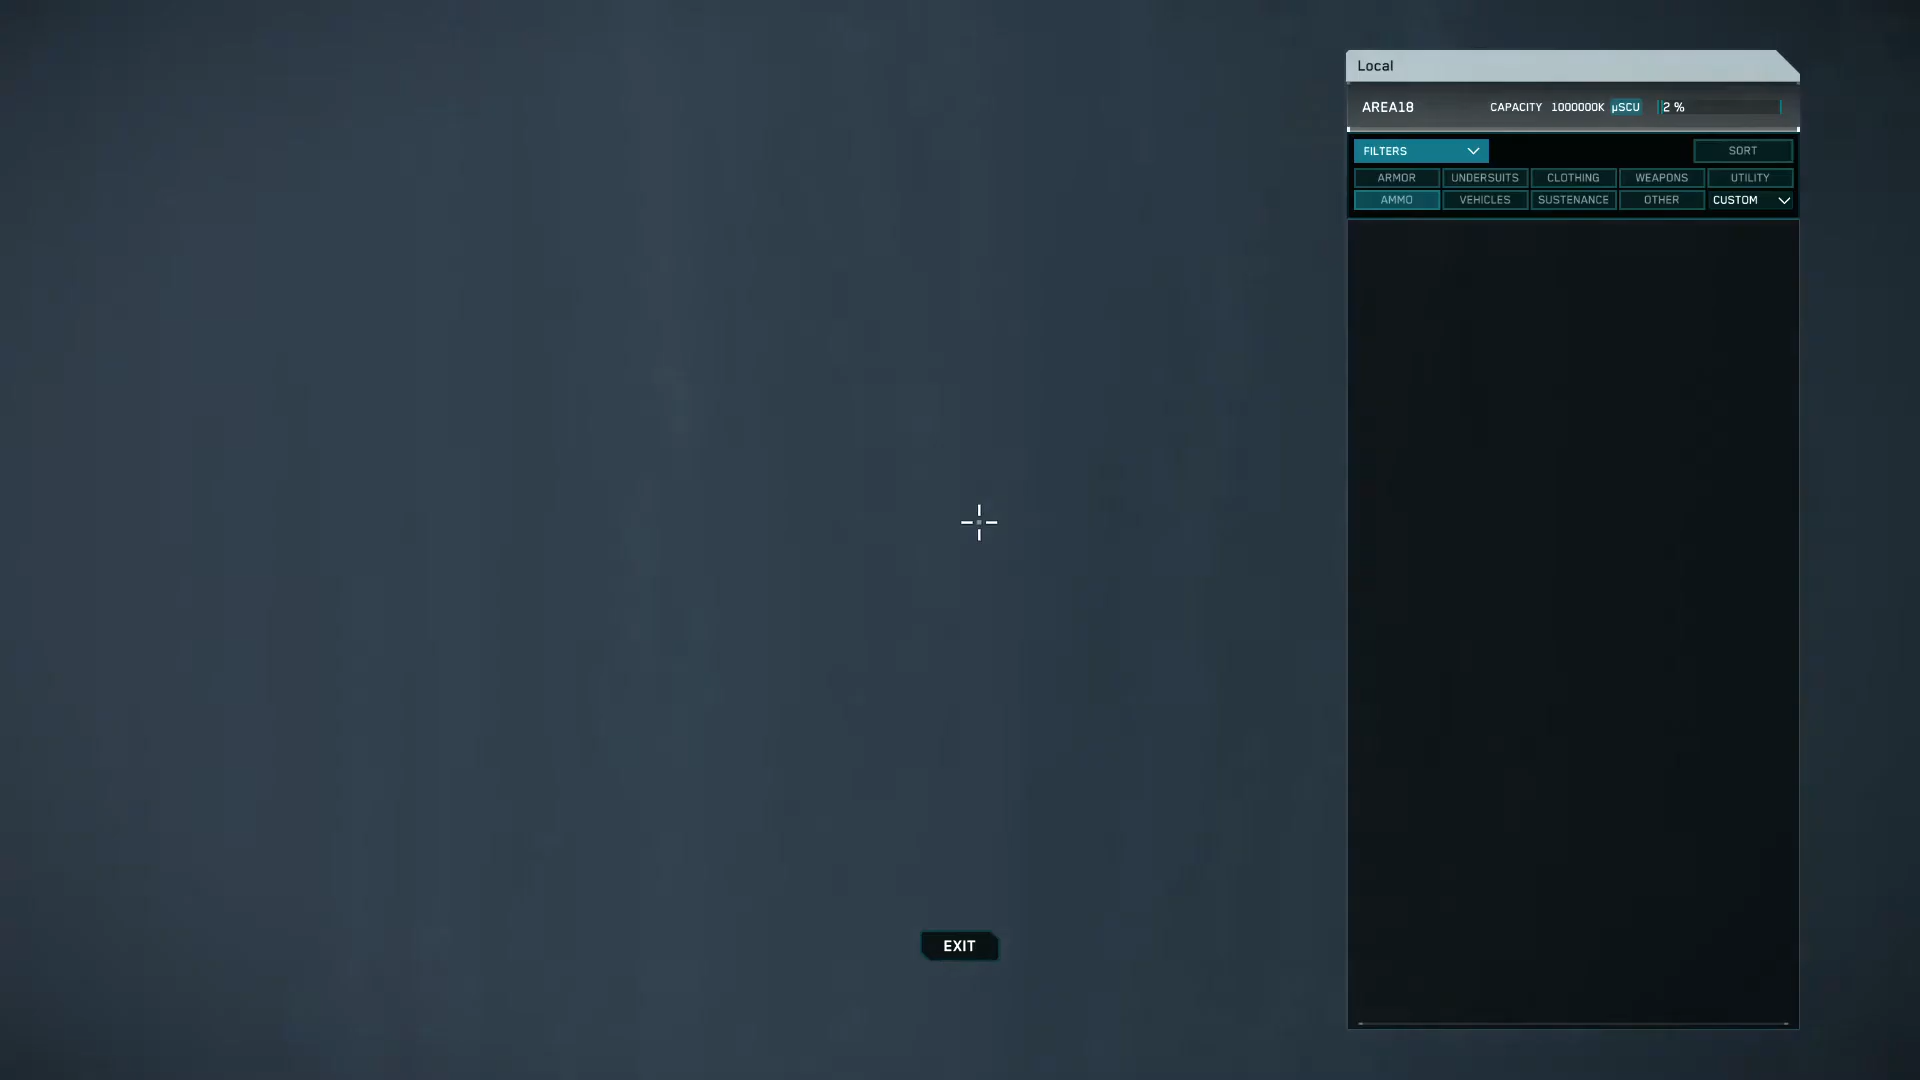 Local
AREA18 CAPACITY 1000000K µSCU 2 %
FILTERS SORT
ARMOR UNDERSUITS CLOTHING WEAPONS UTILITY
AMMO VEHICLES SUSTENANCE OTHER CUSTOM
EXIT